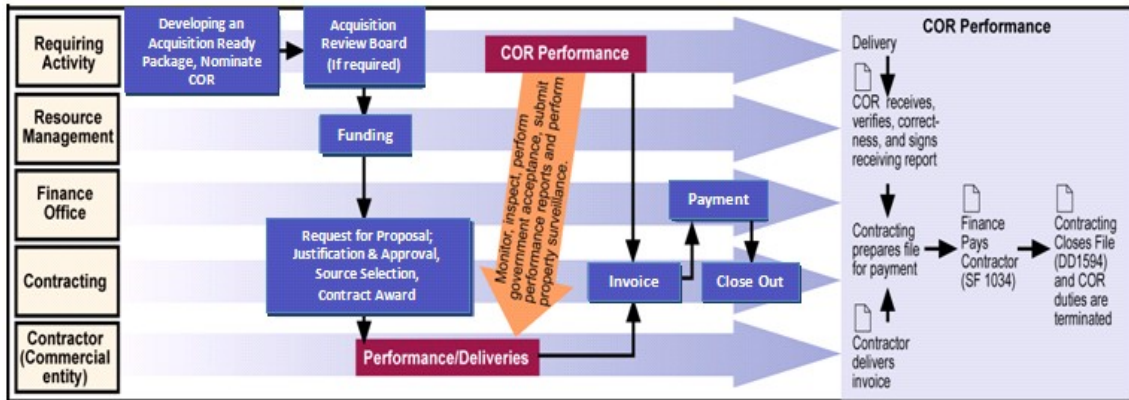 Requiring
Activity
Resource
Management
Finance
Office
Contracting
Contractor
(Commercial
entity)
Developing an
Acquisition Ready
Package, Nominate
COR
Acquisition
Review Board
(If required)
COR Performance
Funding
Monitor, inspect, perform
government acceptance, submit
performance reports and perform
property surveillance.
Request for Proposal;
Justification & Approval,
Source Selection,
Contract Award
Performance/Deliveries
Invoice
Payment
Close Out
COR Performance
Delivery
COR receives,
verifies, correct-
ness, and signs
receiving report
Contracting
prepares file
for payment
Contractor
delivers
invoice
Finance
Pays
Contractor
(SF 1034)
Contracting
Closes File
(DD1594)
and COR
duties are
terminated